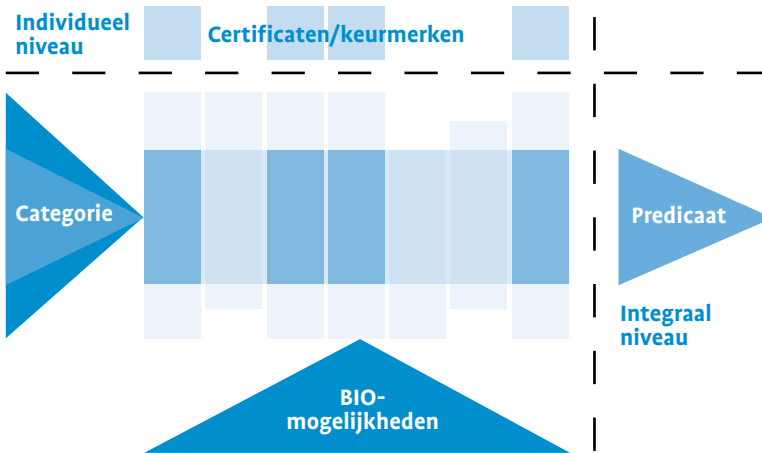 Individueel
niveau
Certificaten/keurmerken
Categorie
Predicaat
Integraal
niveau
BIO-
mogelijkheden